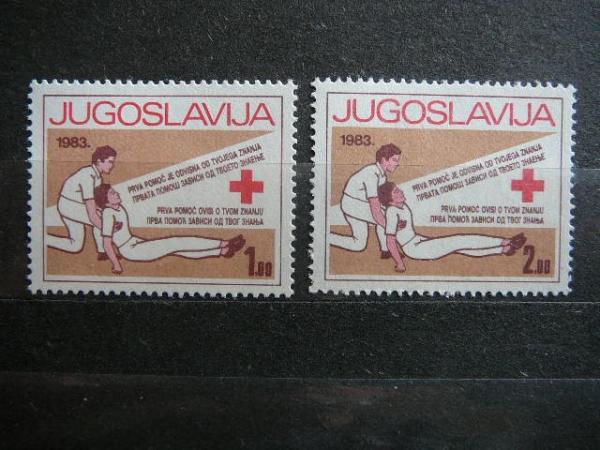 JUGOSLAVIJA
1983.
PRVA POMOČ JE ODVISNA OD TVOJEGA ZNANJA
ПРВАТА ПОМОШ ЗАВИСИ ОД ТВОЕТО ЗНАЕЊЕ
PRVA POMOĆ OVISI O TVOM ZNANJU
ПРВА ПОМОЋ ЗАВИСИ ОД ТВОГ ЗНАЊА
1.00
JUGOSLAVIJA
1983.
PRVA POMOČ JE ODVISNA OD TVOJEGA ZNANJA
ПРВАТА ПОМОШ ЗАВИСИ ОД ТВОЕТО ЗНАЕЊЕ
PRVA POMOĆ OVISI O TVOM ZNANJU
ПРВА ПОМОЋ ЗАВИСИ ОД ТВОГ ЗНАЊА
2.00